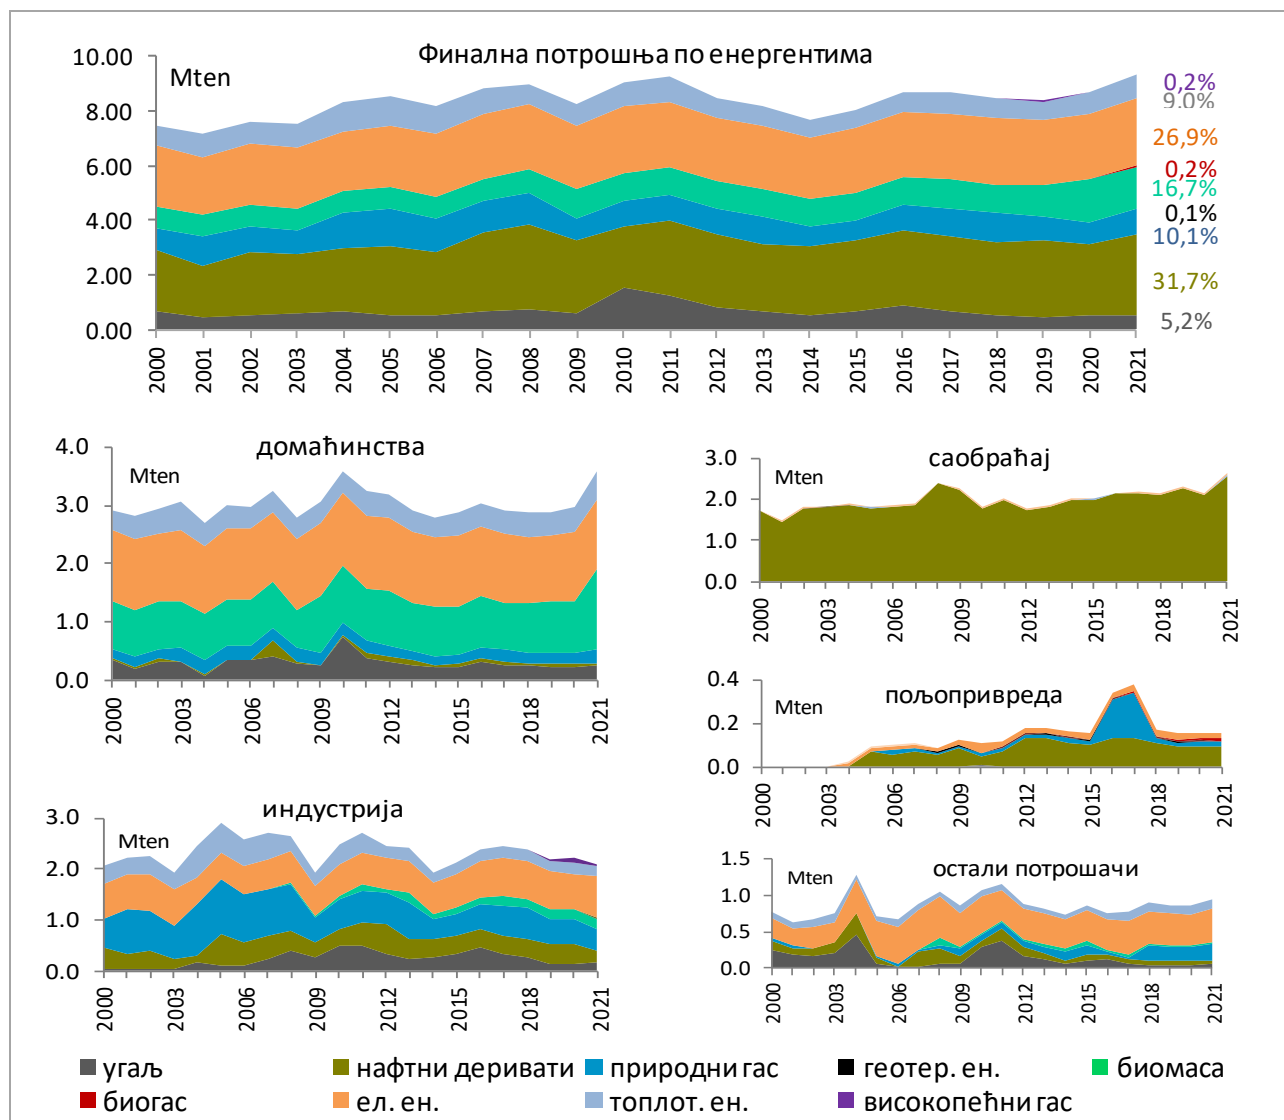 Финална потрошња по енергентима
Mten
10.00
8.00
6.00
4.00
2.00
0.00
2000 2001 2002 2003 2004 2005 2006 2007 2008 2009 2010 2011 2012 2013 2014 2015 2016 2017 2018 2019 2020 2021
0,2%
9.0%
26,9%
0,2%
16,7%
0,1%
10,1%
31,7%
5,2%
домаћинства
Mten
4.0
3.0
2.0
1.0
0.0
2000 2003 2006 2009 2012 2015 2018 2021
саобраћај
Mten
3.0
2.0
1.0
0.0
2000 2003 2006 2009 2012 2015 2018 2021
пољопривреда
Mten
0.4
0.2
0.0
2000 2003 2006 2009 2012 2015 2018 2021
индустрија
Mten
3.0
2.0
1.0
0.0
2000 2003 2006 2009 2012 2015 2018 2021
остали потрошачи
Mten
1.5
1.0
0.5
0.0
2000 2003 2006 2009 2012 2015 2018 2021
угаљ нафтни деривати природни гас геотер. ен. биомаса
биогас ел. ен. топлот. ен. високопећни гас